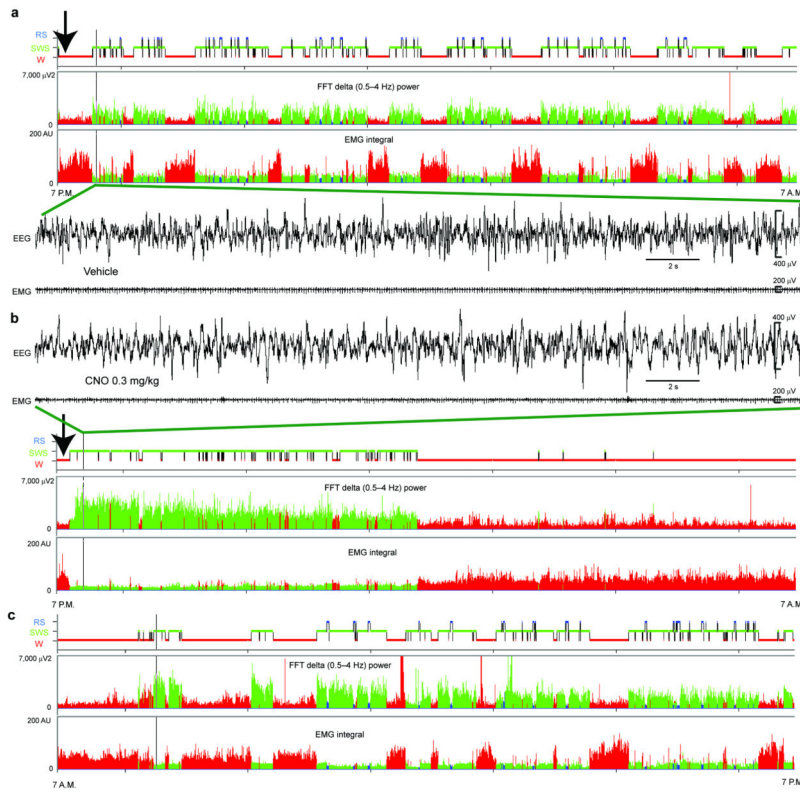 a
RS
SWS
W
7,000 µV2
FFT delta (0.5–4 Hz) power
0
200 AU
EMG integral
0
7 P.M.
7 A.M.
EEG
2 s
400 µV
Vehicle
200 µV
EMG
b
400 µV
EEG
2 s
CNO 0.3 mg/kg
200 µV
EMG
RS
SWS
W
7,000 µV2
FFT delta (0.5–4 Hz) power
0
200 AU
EMG integral
0
7 P.M.
7 A.M.
c
RS
SWS
W
7,000 µV2
FFT delta (0.5–4 Hz) power
0
200 AU
EMG integral
0
7 A.M.
7 P.M.